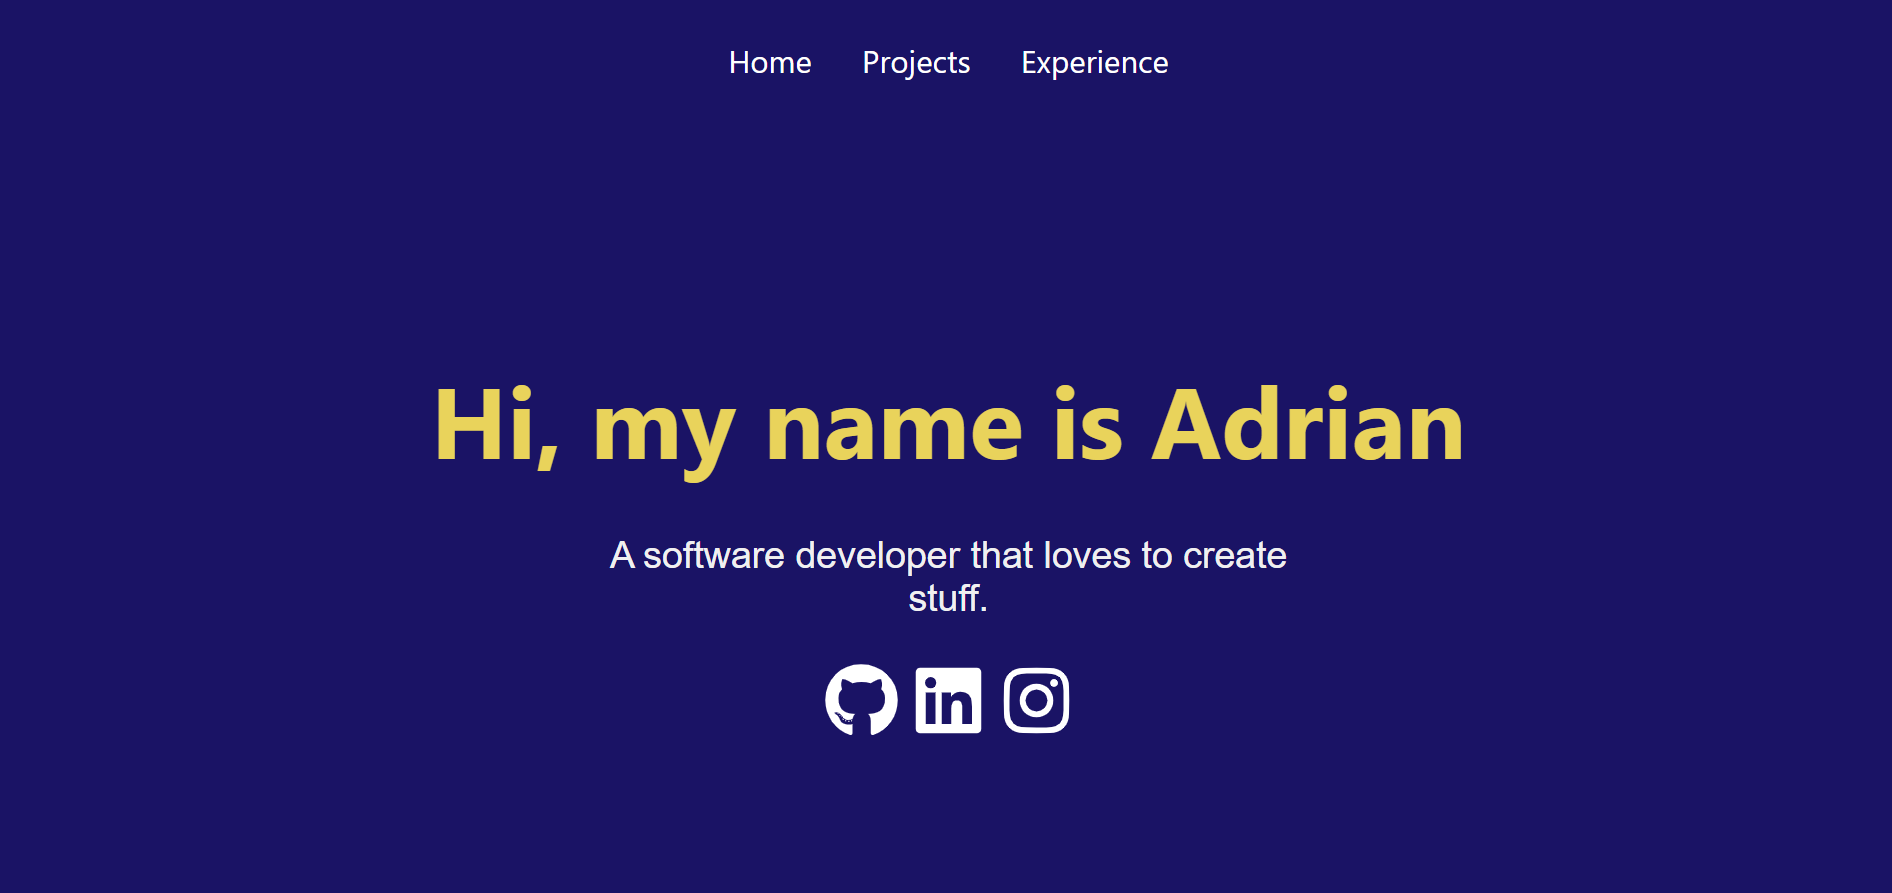 Home Projects Experience
Hi, my name is Adrian
A software developer that loves to create
stuff.
in